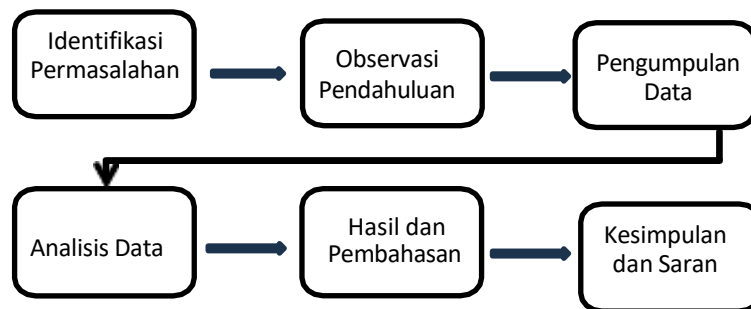 Identifikasi
Permasalahan
Observasi
Pendahuluan
Pengumpulan
Data
Analisis Data
Hasil dan
Pembahasan
Kesimpulan
dan Saran